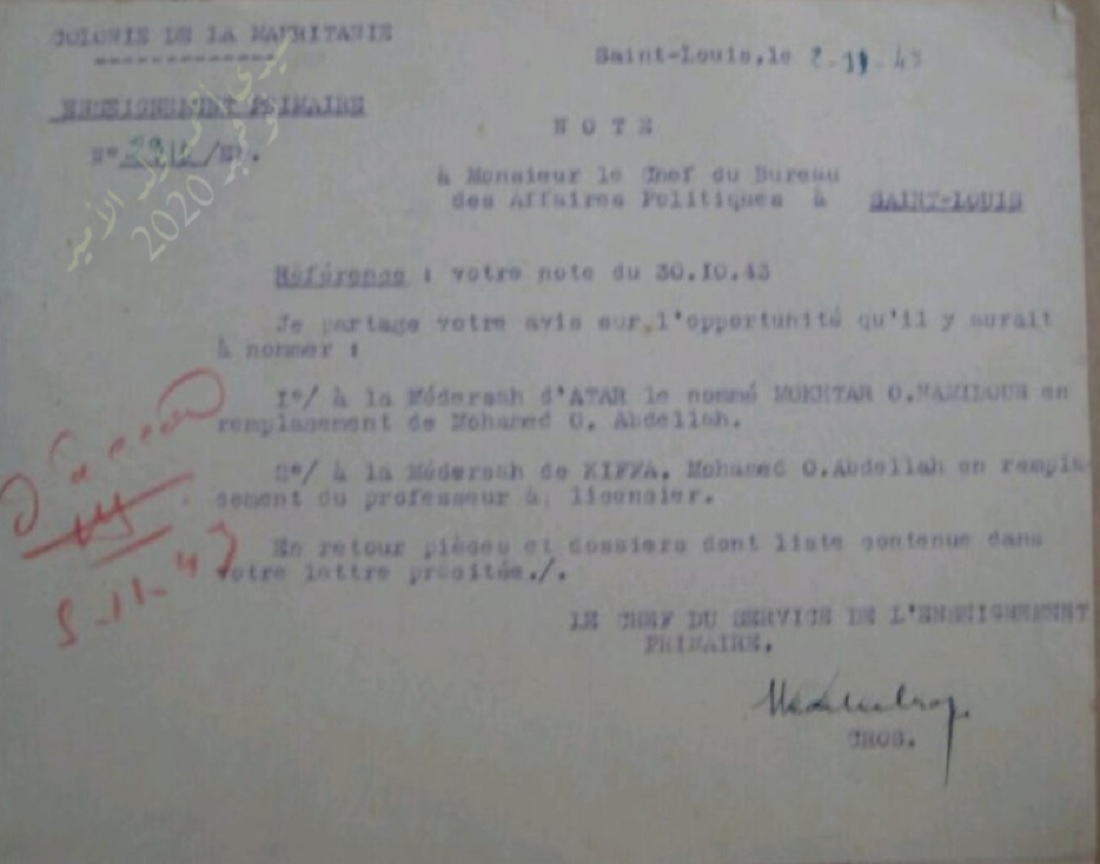 COLONIE DE LA MAURITANIE
Saint-Louis, le 2-11-43
ENSEIGNEMENT PRIMAIRE
N O T E
N°
à Monsieur le Chef du Bureau
des Affaires Politiques à SAINT-LOUIS
2020
Référence : votre note du 30.10.43
Je partage votre avis sur l'opportunité qu'il y aurait
à nommer :
I°/ à la Médersah d'ATAR le nommé MOKHTAR O. en
remplacement de Mohamed O. Abdellah.
2°/ à la Médersah de KIFFA. Mohamed O.Abdellah en rempla-
cement du professeur à licencier.
En retour pièces et dossiers dont liste contenue dans
votre lettre précitée./.
5-11-43
LE CHEF DU SERVICE DE L'ENSEIGNEMENT
PRIMAIRE.
CROS.